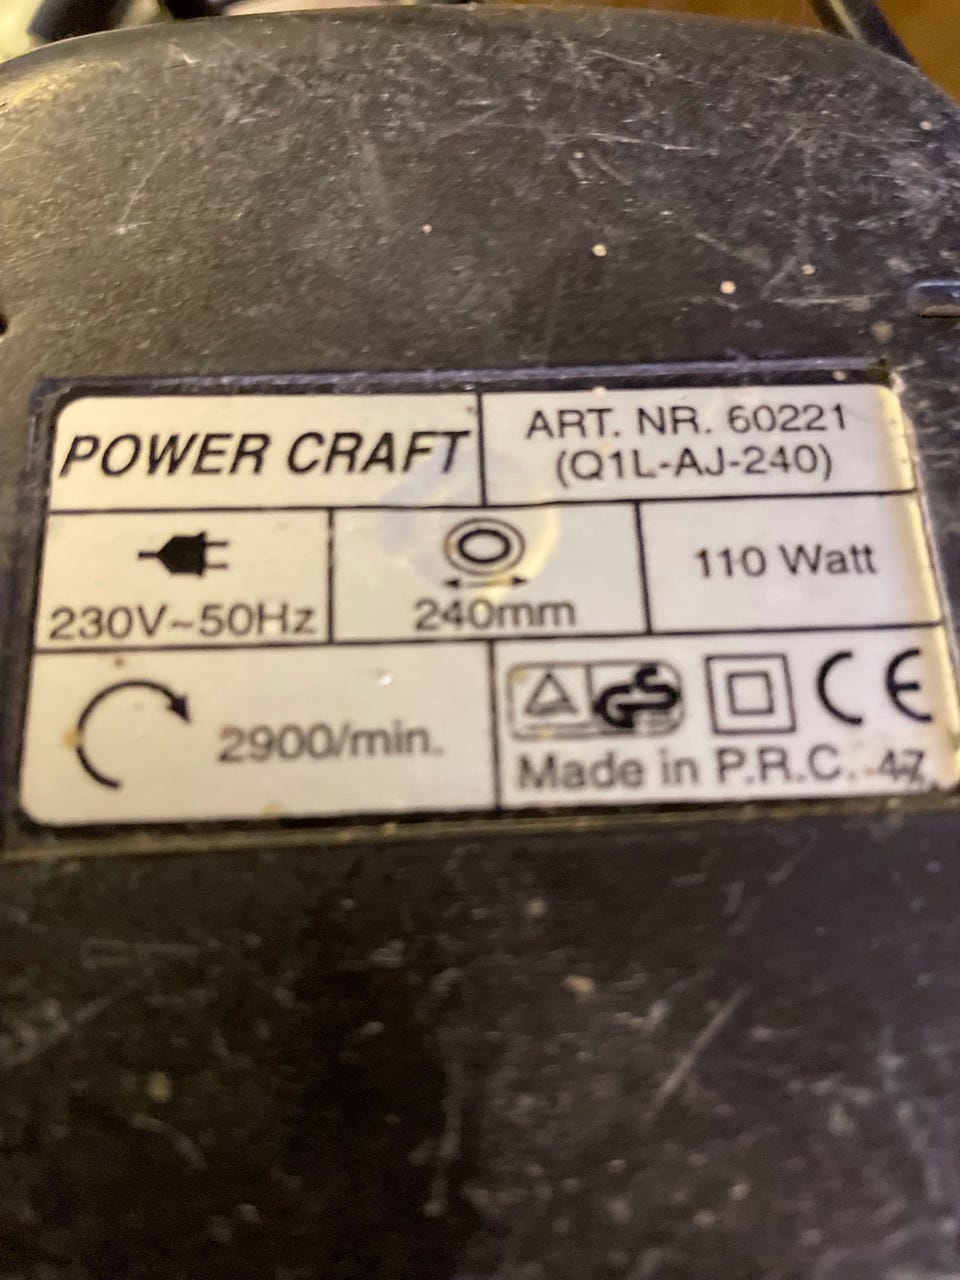 POWER CRAFT
ART. NR. 60221
(Q1L-AJ-240)
230V~50Hz
240mm
110 Watt
2900/min.
GS
CE
Made in P.R.C. 47